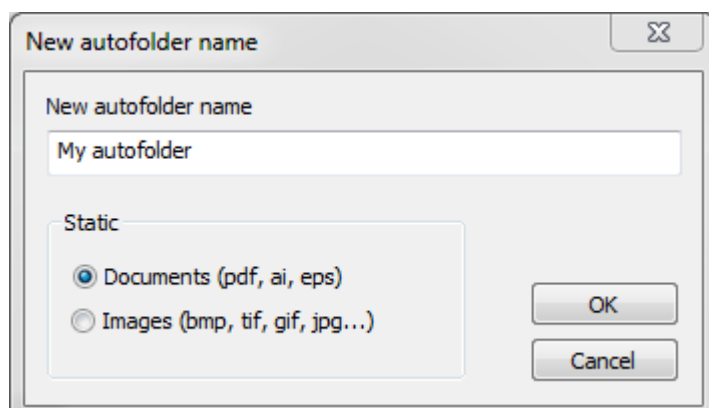 New autofolder name
New autofolder name
My autofolder
Static
Documents (pdf, ai, eps)
Images (bmp, tif, gif, jpg...)
OK
Cancel